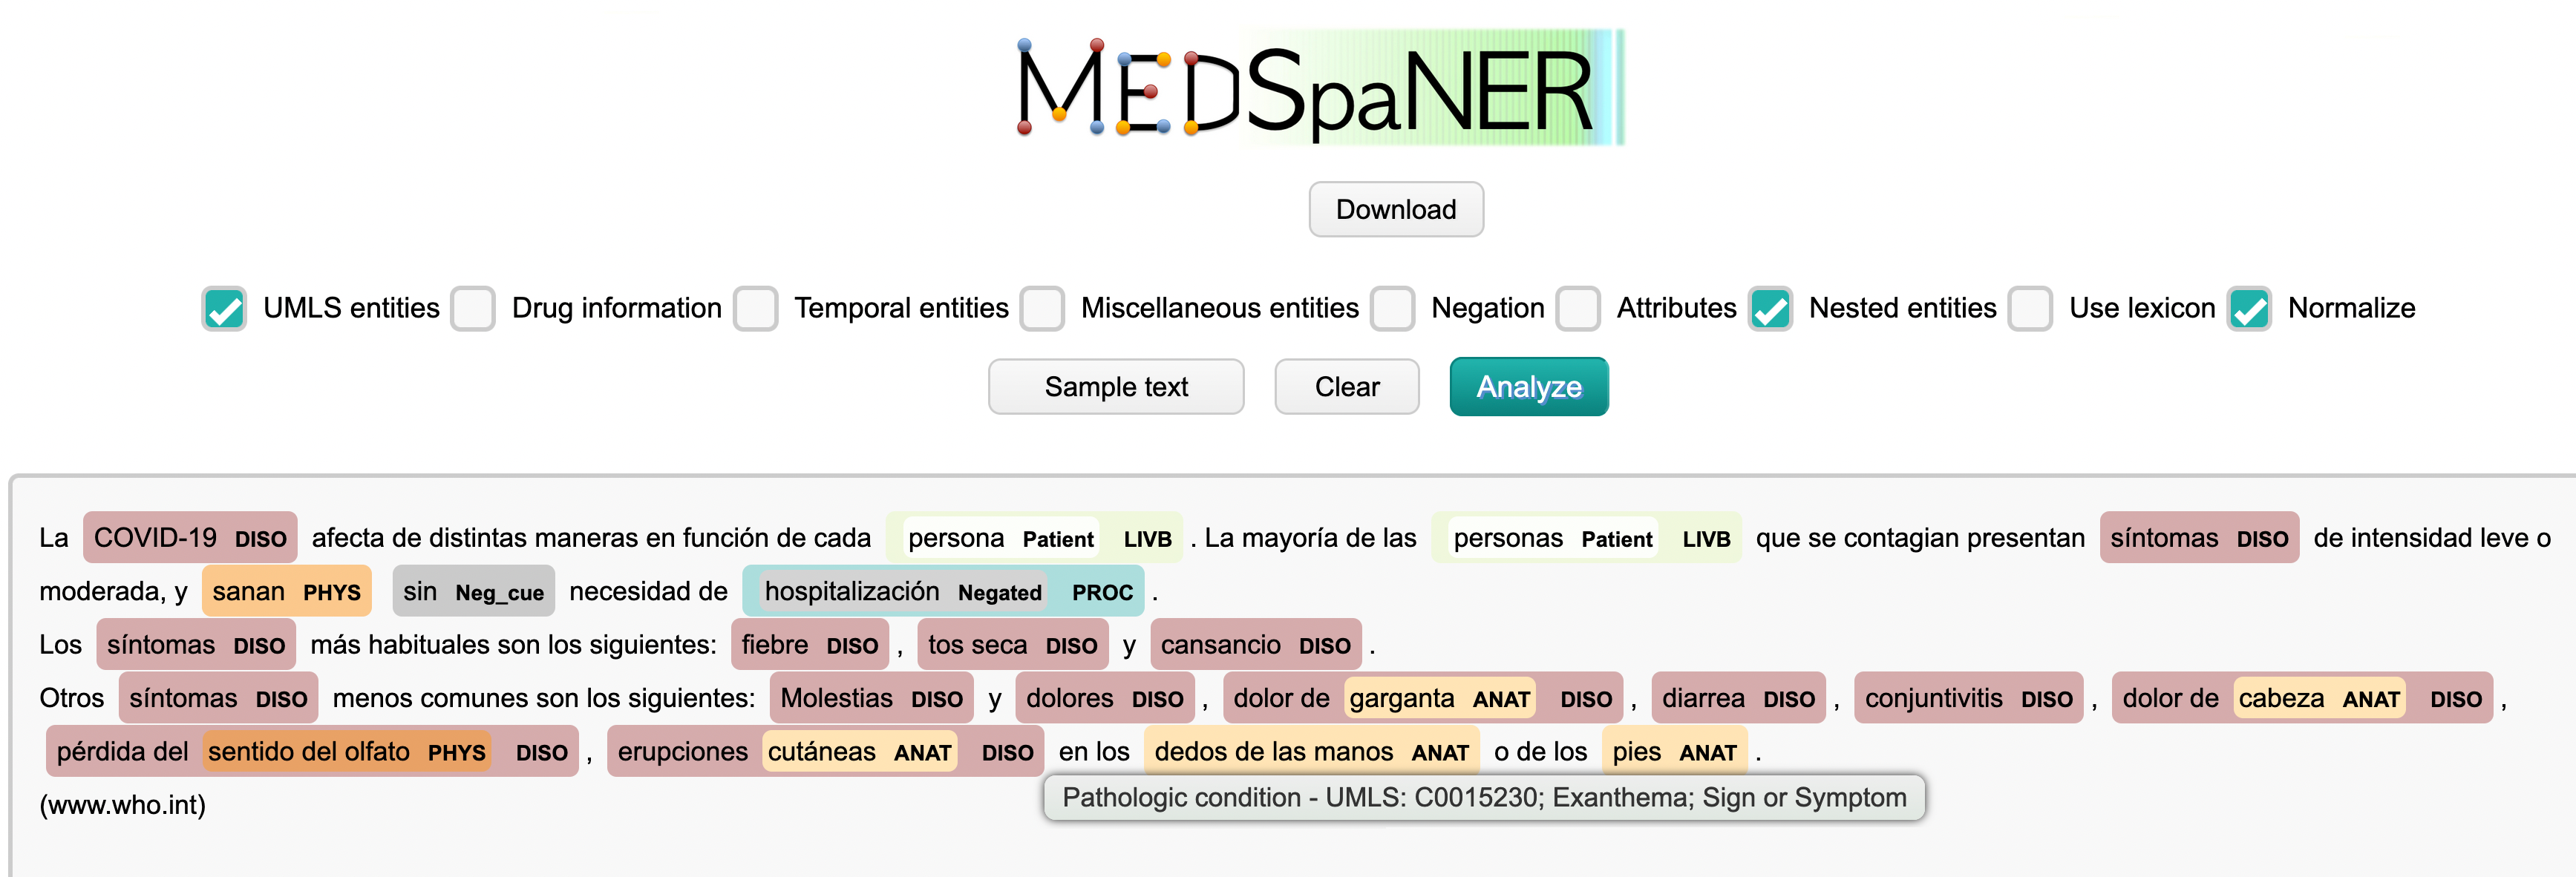 MEDSpaNER
Download
UMLS entities Drug information Temporal entities Miscellaneous entities Negation Attributes Nested entities Use lexicon Normalize
Sample text Clear Analyze
La COVID-19 DISO afecta de distintas maneras en función de cada persona Patient LIVB . La mayoría de las personas Patient LIVB que se contagian presentan síntomas DISO de intensidad leve o
moderada, y sanan PHYS sin Neg_cue necesidad de hospitalización Negated PROC .
Los síntomas DISO más habituales son los siguientes: fiebre DISO , tos seca DISO y cansancio DISO .
Otros síntomas DISO menos comunes son los siguientes: Molestias DISO y dolores DISO , dolor de garganta ANAT DISO , diarrea DISO , conjuntivitis DISO , dolor de cabeza ANAT DISO ,
pérdida del sentido del olfato PHYS DISO , erupciones cutáneas ANAT DISO en los dedos de las manos ANAT o de los pies ANAT .
Pathologic condition - UMLS: C0015230; Exanthema; Sign or Symptom
(www.who.int)